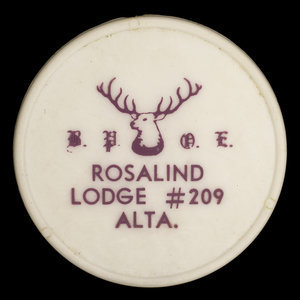 B. P. O. E.
ROSALIND
LODGE #209
ALTA.